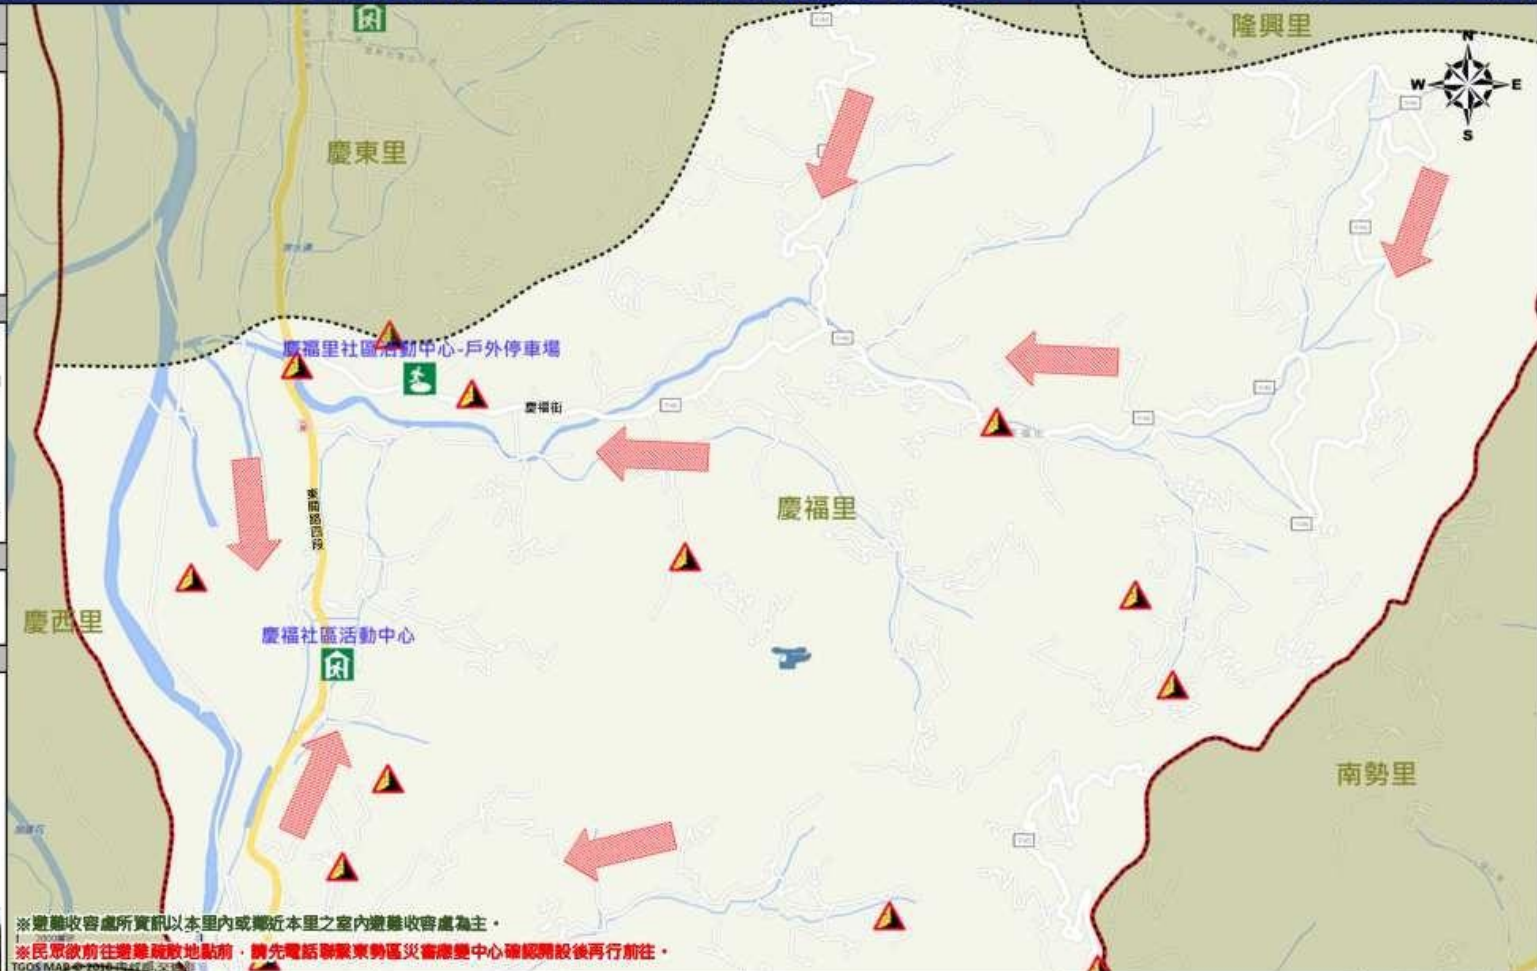 隆興里
N
W
E
S
慶東里
慶福里社區活動中心-戶外停車場
慶福街
慶福里
東關路四段
慶西里
慶福社區活動中心
南勢里
※避難收容處所資訊以本里內或鄰近本里之室內避難收容處為主。
※民眾欲前往避難疏散地點前，請先電話聯繫東勢區災害應變中心確認開設後再行前往。